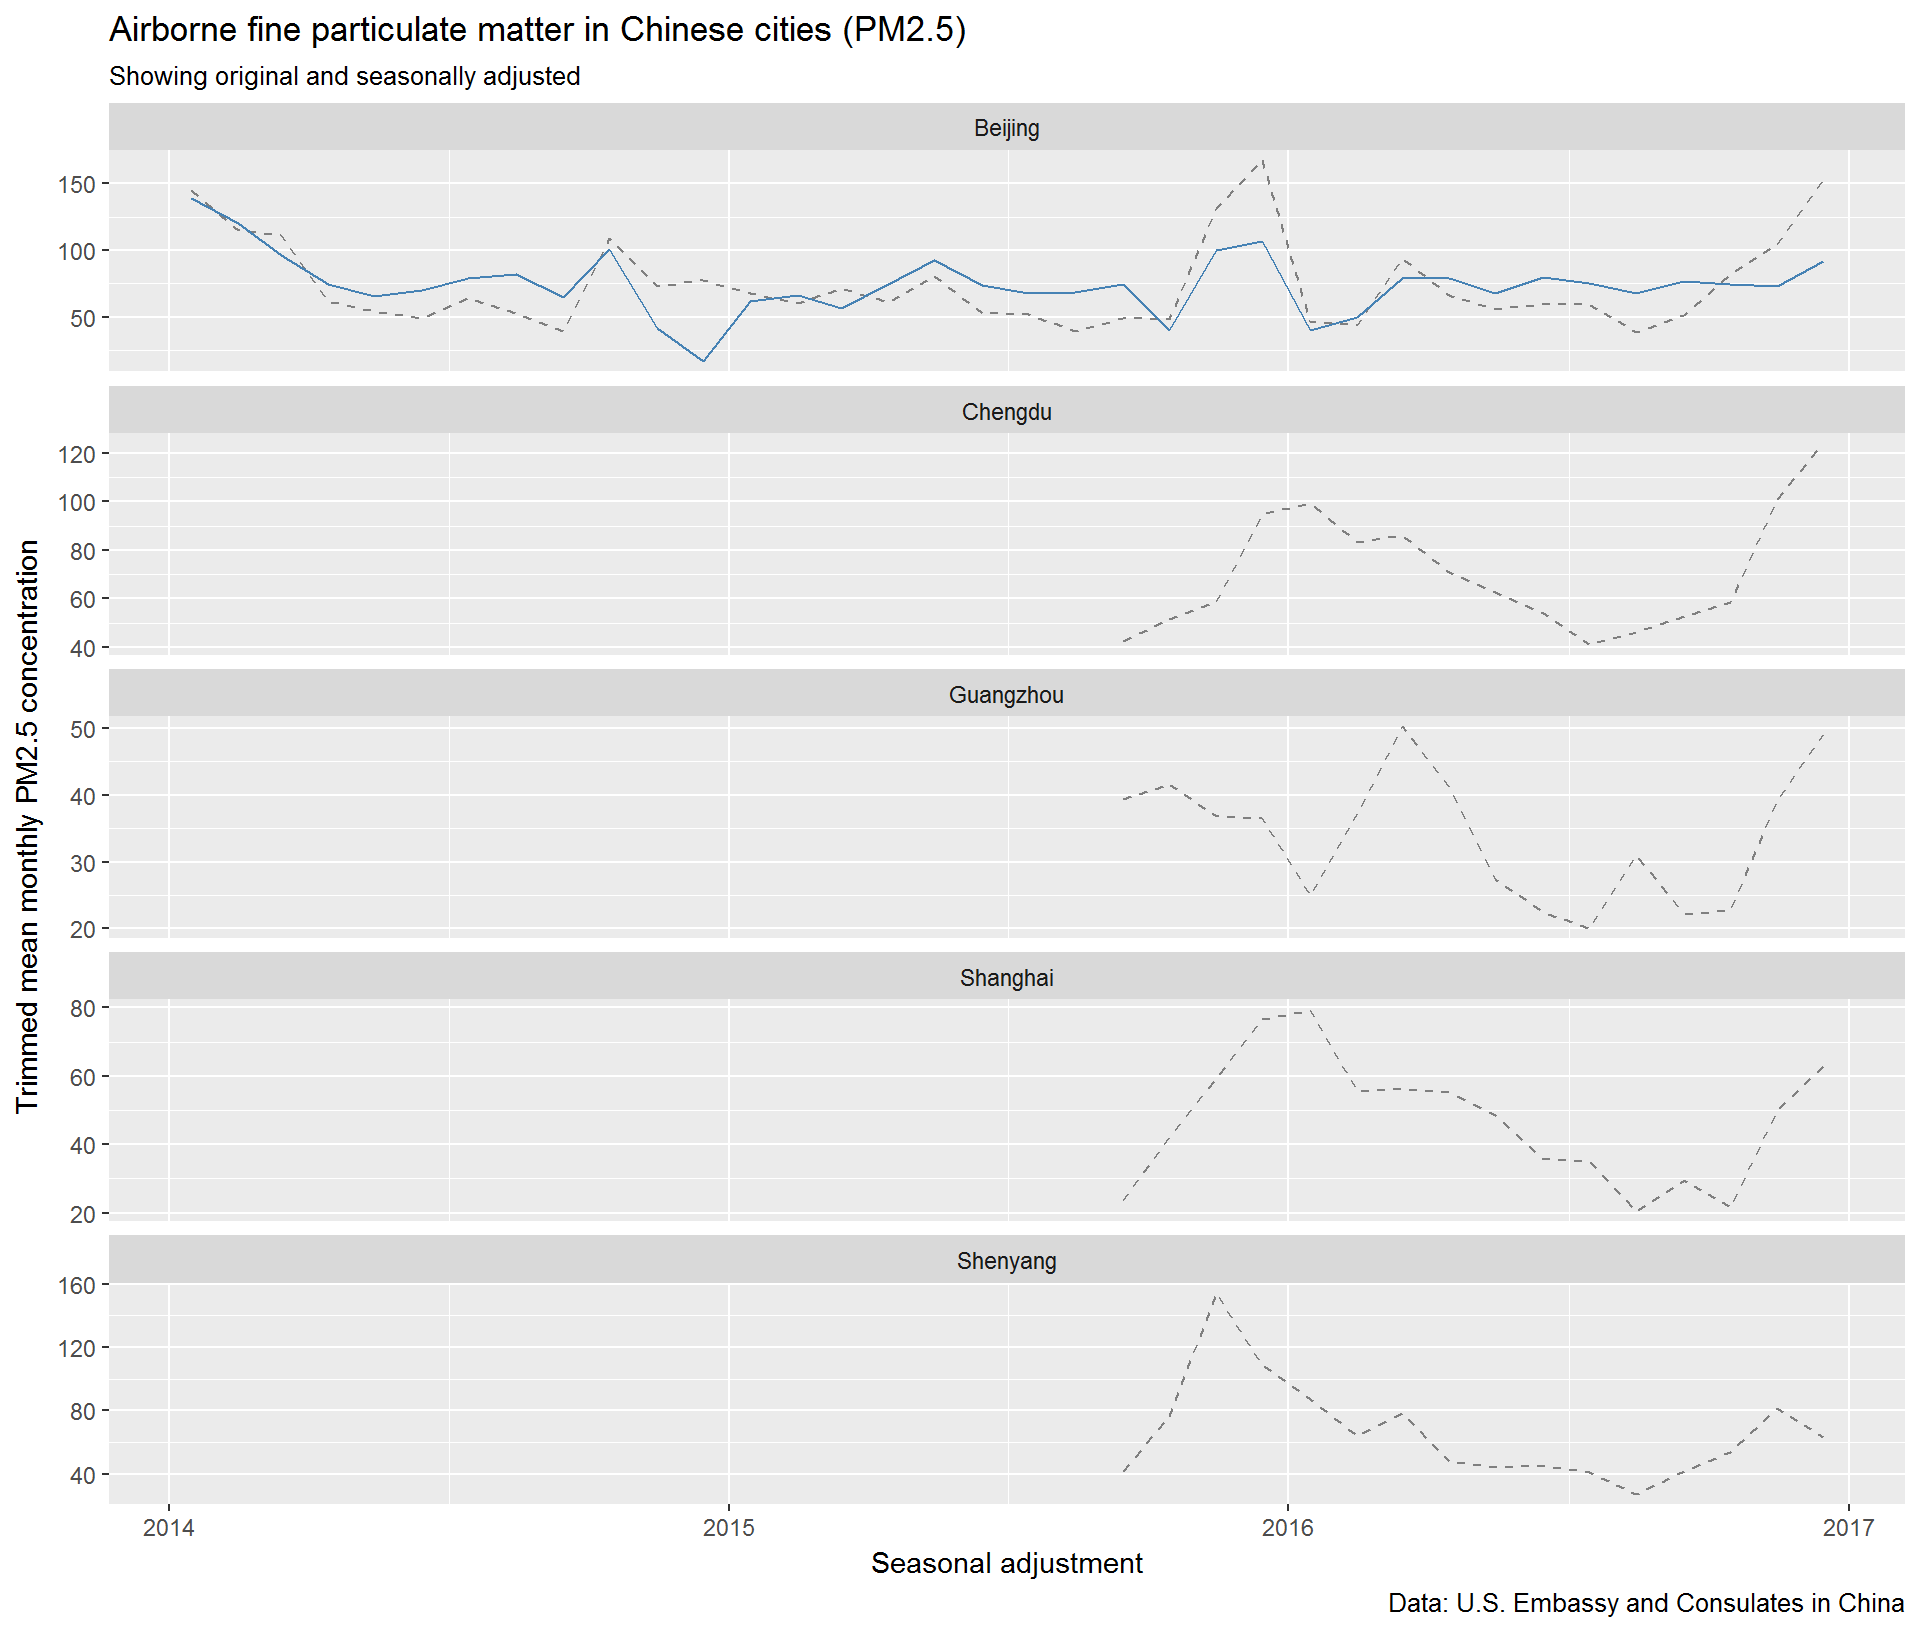 Airborne fine particulate matter in Chinese cities (PM2.5)
Showing original and seasonally adjusted
Trimmed mean monthly PM2.5 concentration
Beijing
150
100
50
Chengdu
120
100
80
60
40
Guangzhou
50
40
30
20
Shanghai
80
60
40
20
Shenyang
160
120
80
40
2014 2015 2016 2017
Seasonal adjustment
Data: U.S. Embassy and Consulates in China